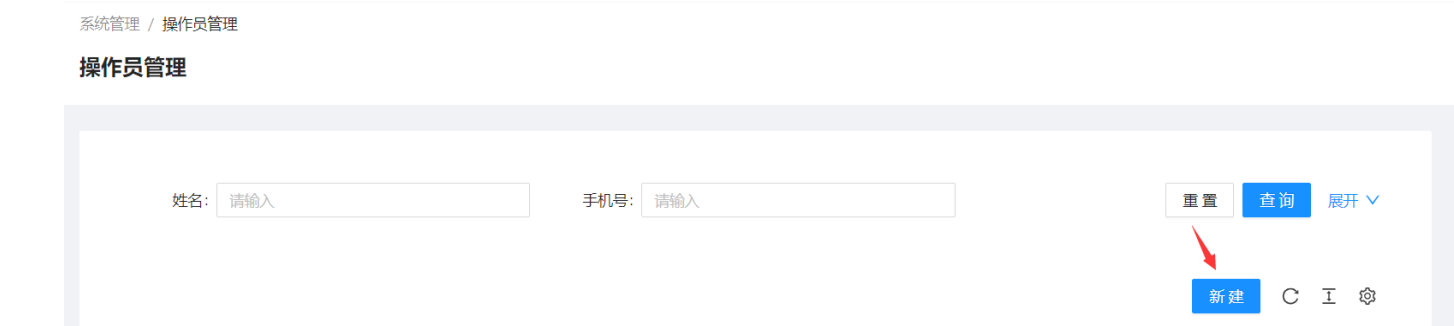 系统管理 / 操作员管理
操作员管理
姓名: 请输入 手机号: 请输入 重置 查询 展开
新建